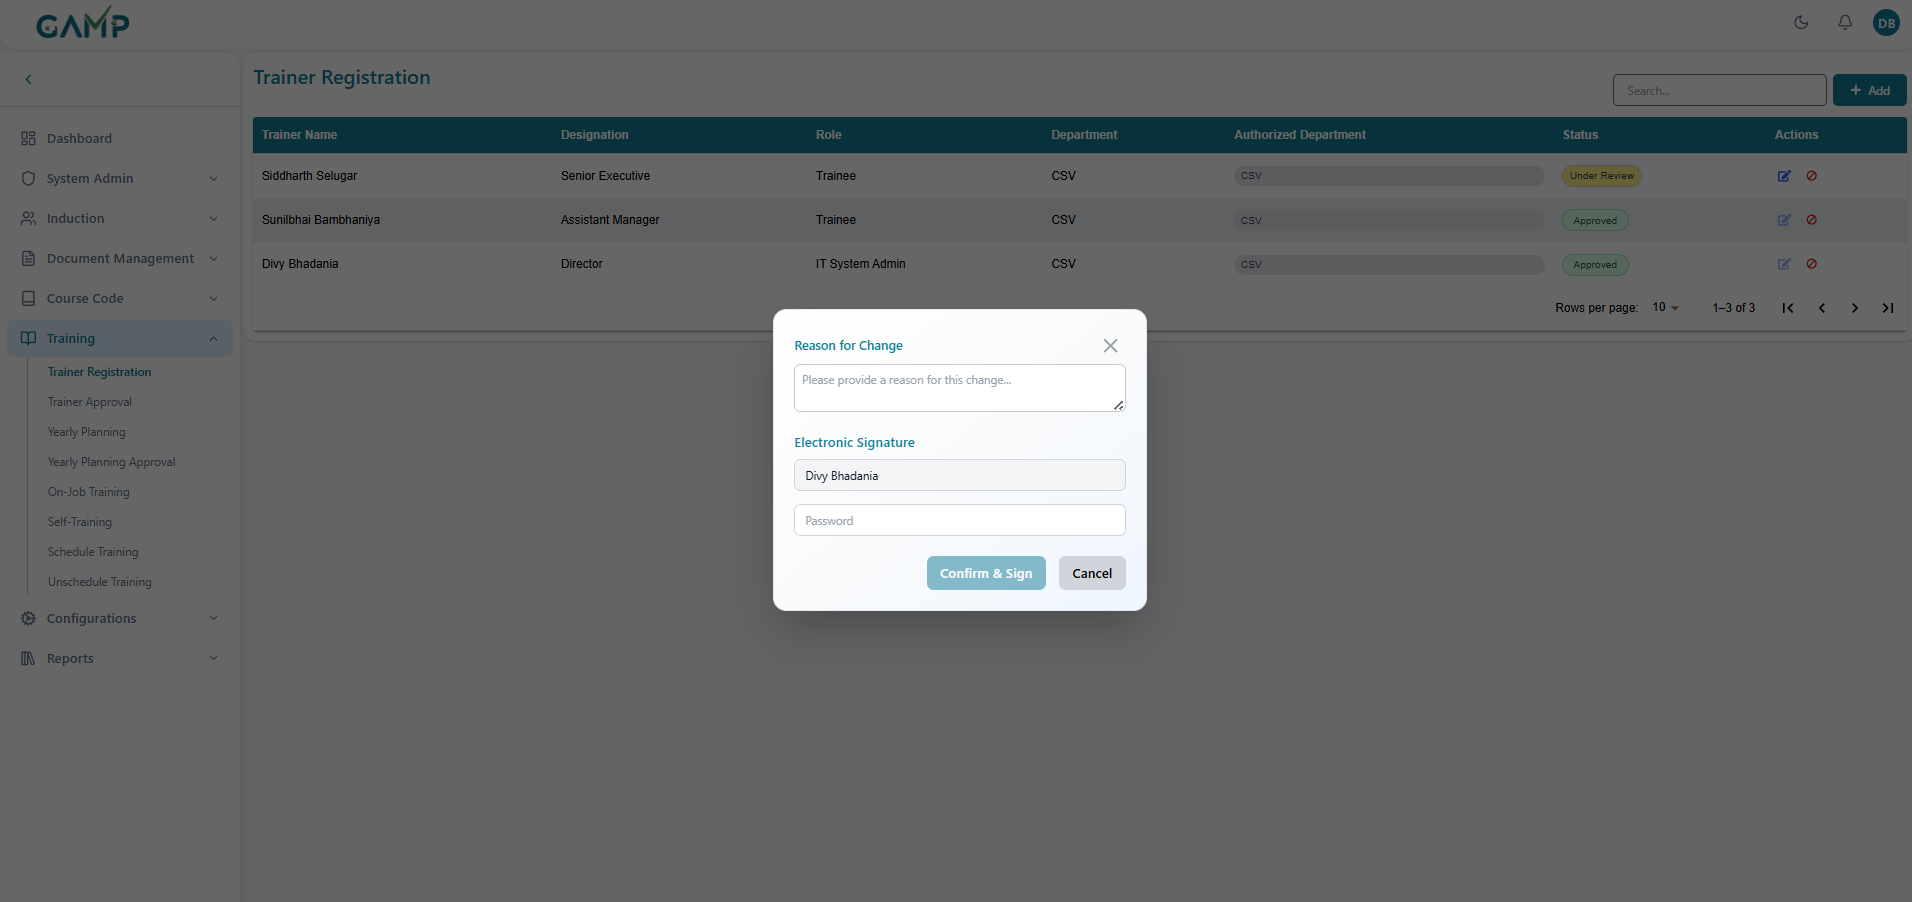 GAMP
DB
Trainer Registration
Search...
+ Add
Dashboard
System Admin
Induction
Document Management
Course Code
Training
Trainer Registration
Trainer Approval
Yearly Planning
Yearly Planning Approval
On-Job Training
Self-Training
Schedule Training
Unschedule Training
Configurations
Reports
Trainer Name Designation Role Department Authorized Department Status Actions
Siddharth Selugar Senior Executive Trainee CSV CSV Under Review
Sunilbhai Bambhaniya Assistant Manager Trainee CSV CSV Approved
Divy Bhadania Director IT System Admin CSV CSV Approved
Rows per page: 10 1–3 of 3
Reason for Change
Please provide a reason for this change...
Electronic Signature
Divy Bhadania
Password
Confirm & Sign Cancel